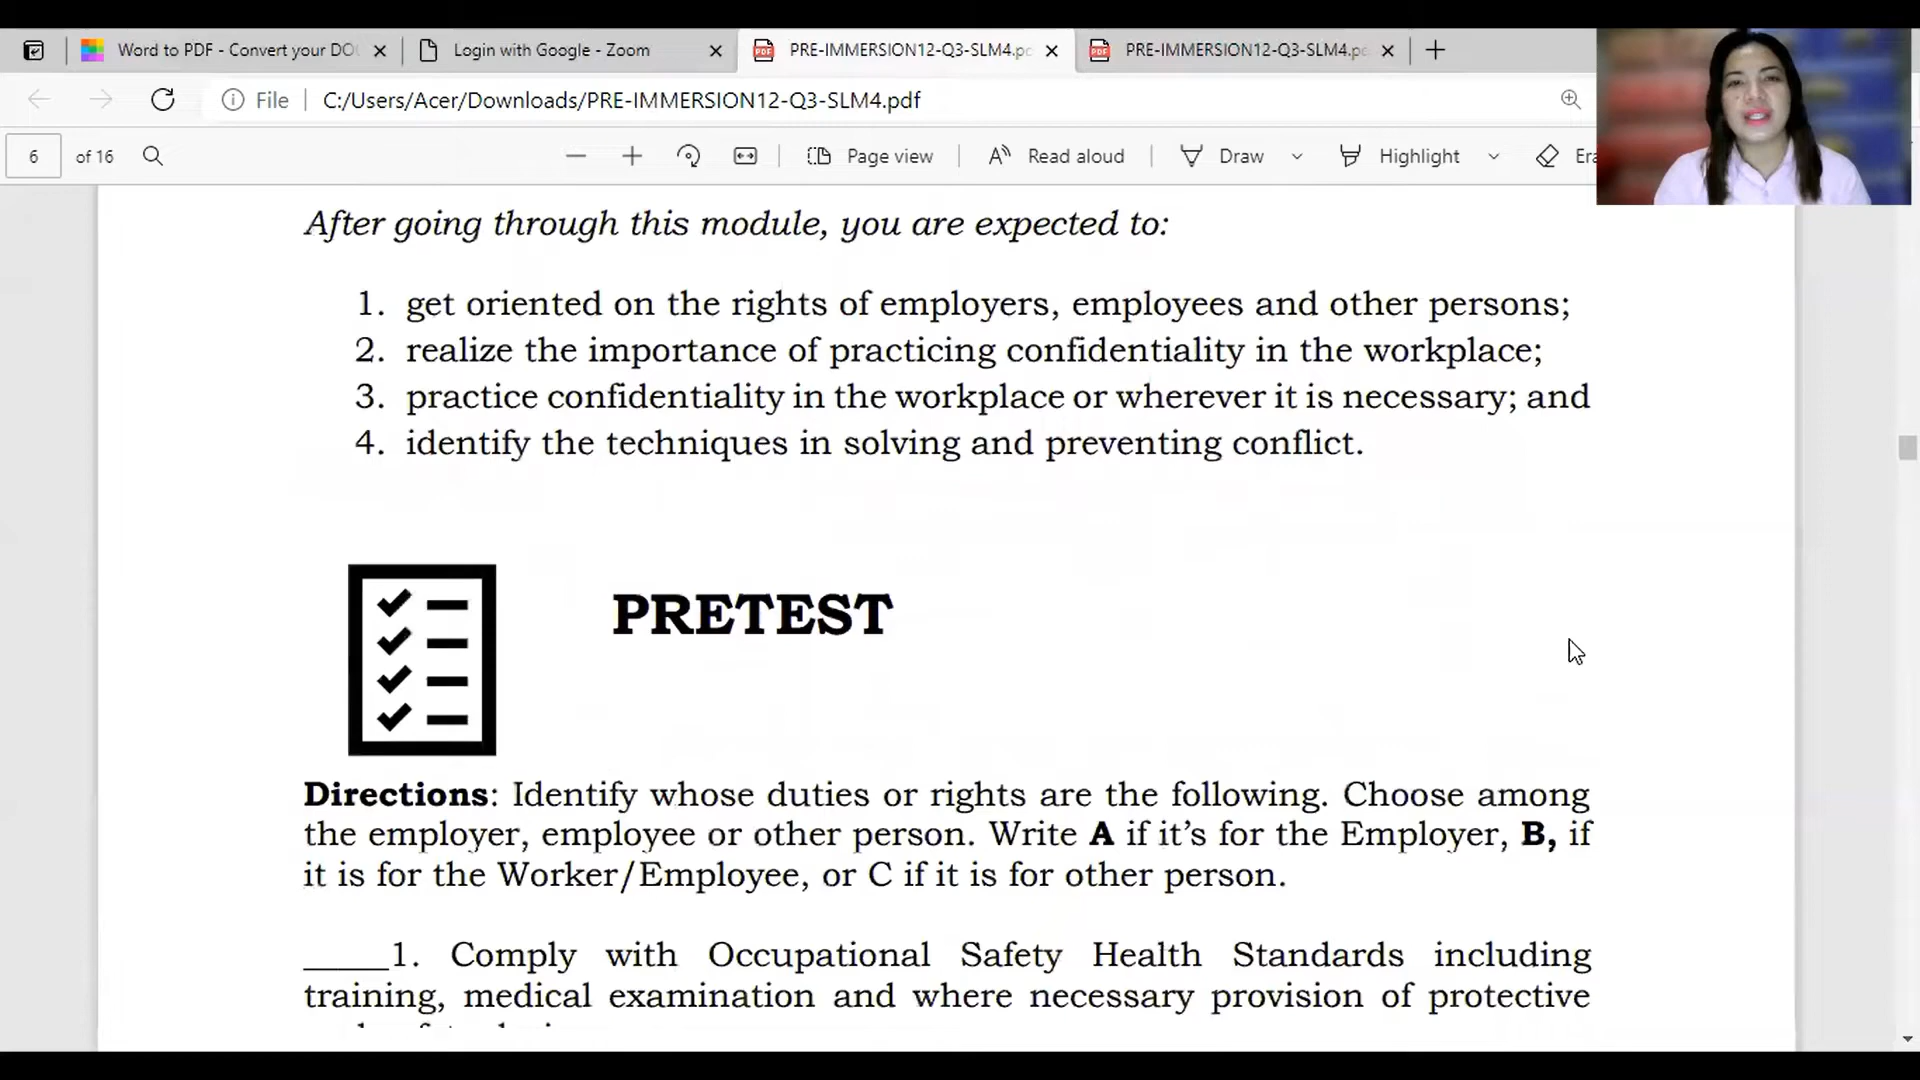 Word to PDF - Convert your DO
Login with Google - Zoom
PRE-IMMERSION12-Q3-SLM4.pd
PRE-IMMERSION12-Q3-SLM4.pd
File
C:/Users/Acer/Downloads/PRE-IMMERSION12-Q3-SLM4.pdf
6 of 16
Page view
Read aloud
Draw
Highlight
Era
After going through this module, you are expected to:
1. get oriented on the rights of employers, employees and other persons;
2. realize the importance of practicing confidentiality in the workplace;
3. practice confidentiality in the workplace or wherever it is necessary; and
4. identify the techniques in solving and preventing conflict.
PRETEST
Directions: Identify whose duties or rights are the following. Choose among
the employer, employee or other person. Write A if it’s for the Employer, B, if
it is for the Worker/Employee, or C if it is for other person.
_____1. Comply with Occupational Safety Health Standards including
training, medical examination and where necessary provision of protective